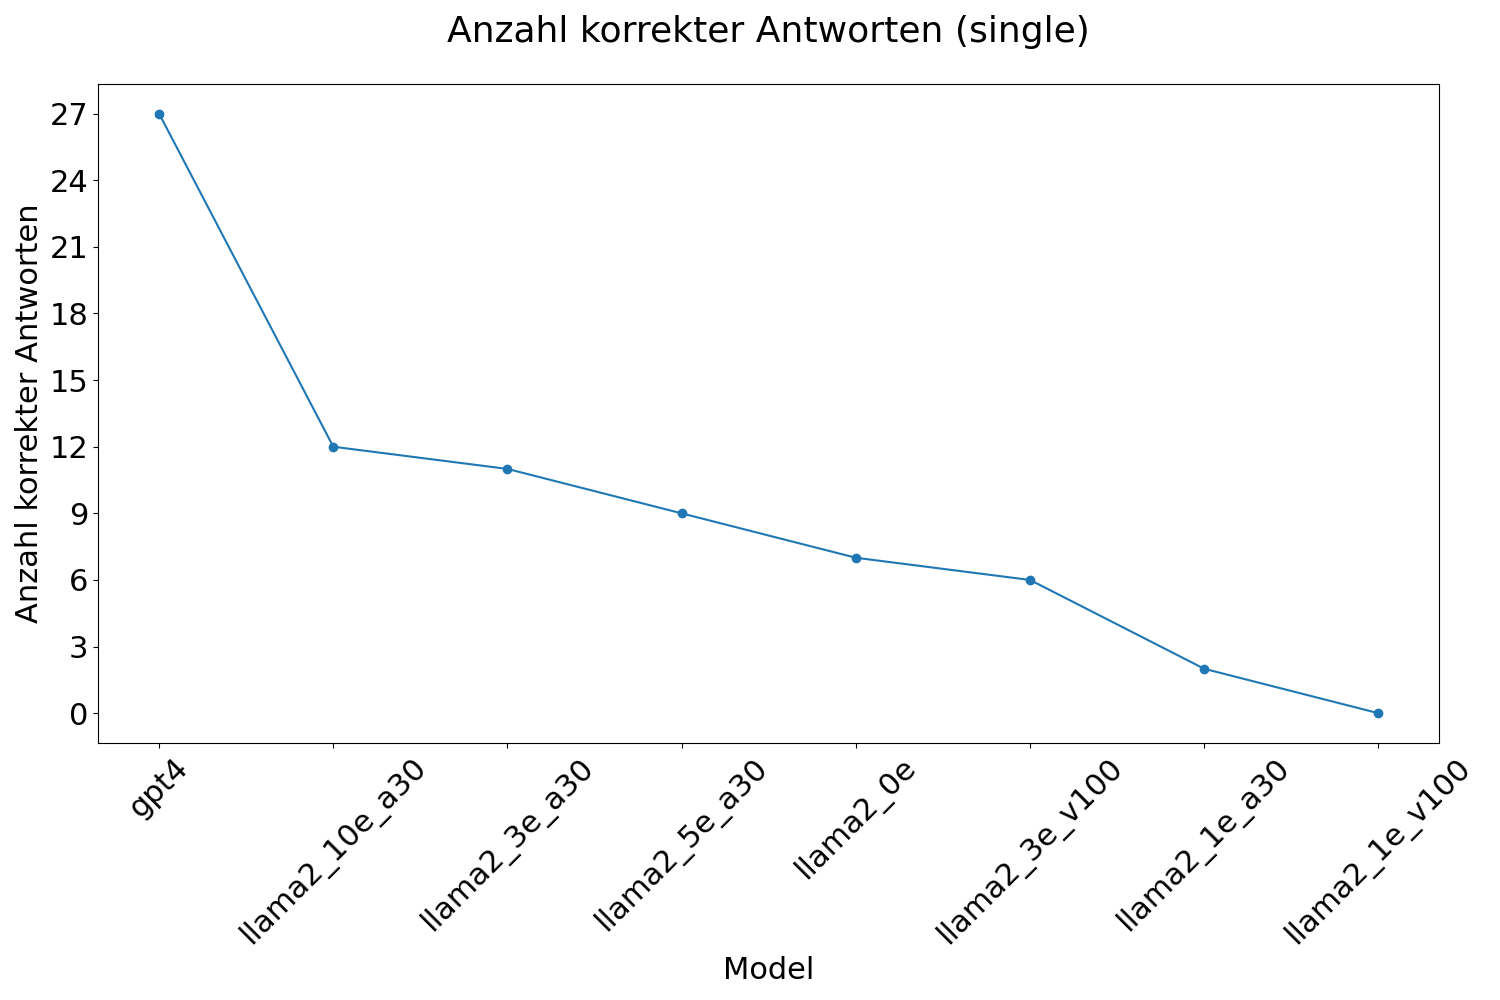 Anzahl korrekter Antworten (single)
Anzahl korrekter Antworten
27
24
21
18
15
12
9
6
3
0
gpt4
llama2_10e_a30
llama2_3e_a30
llama2_5e_a30
llama2_0e
llama2_3e_v100
llama2_1e_a30
llama2_1e_v100
Model